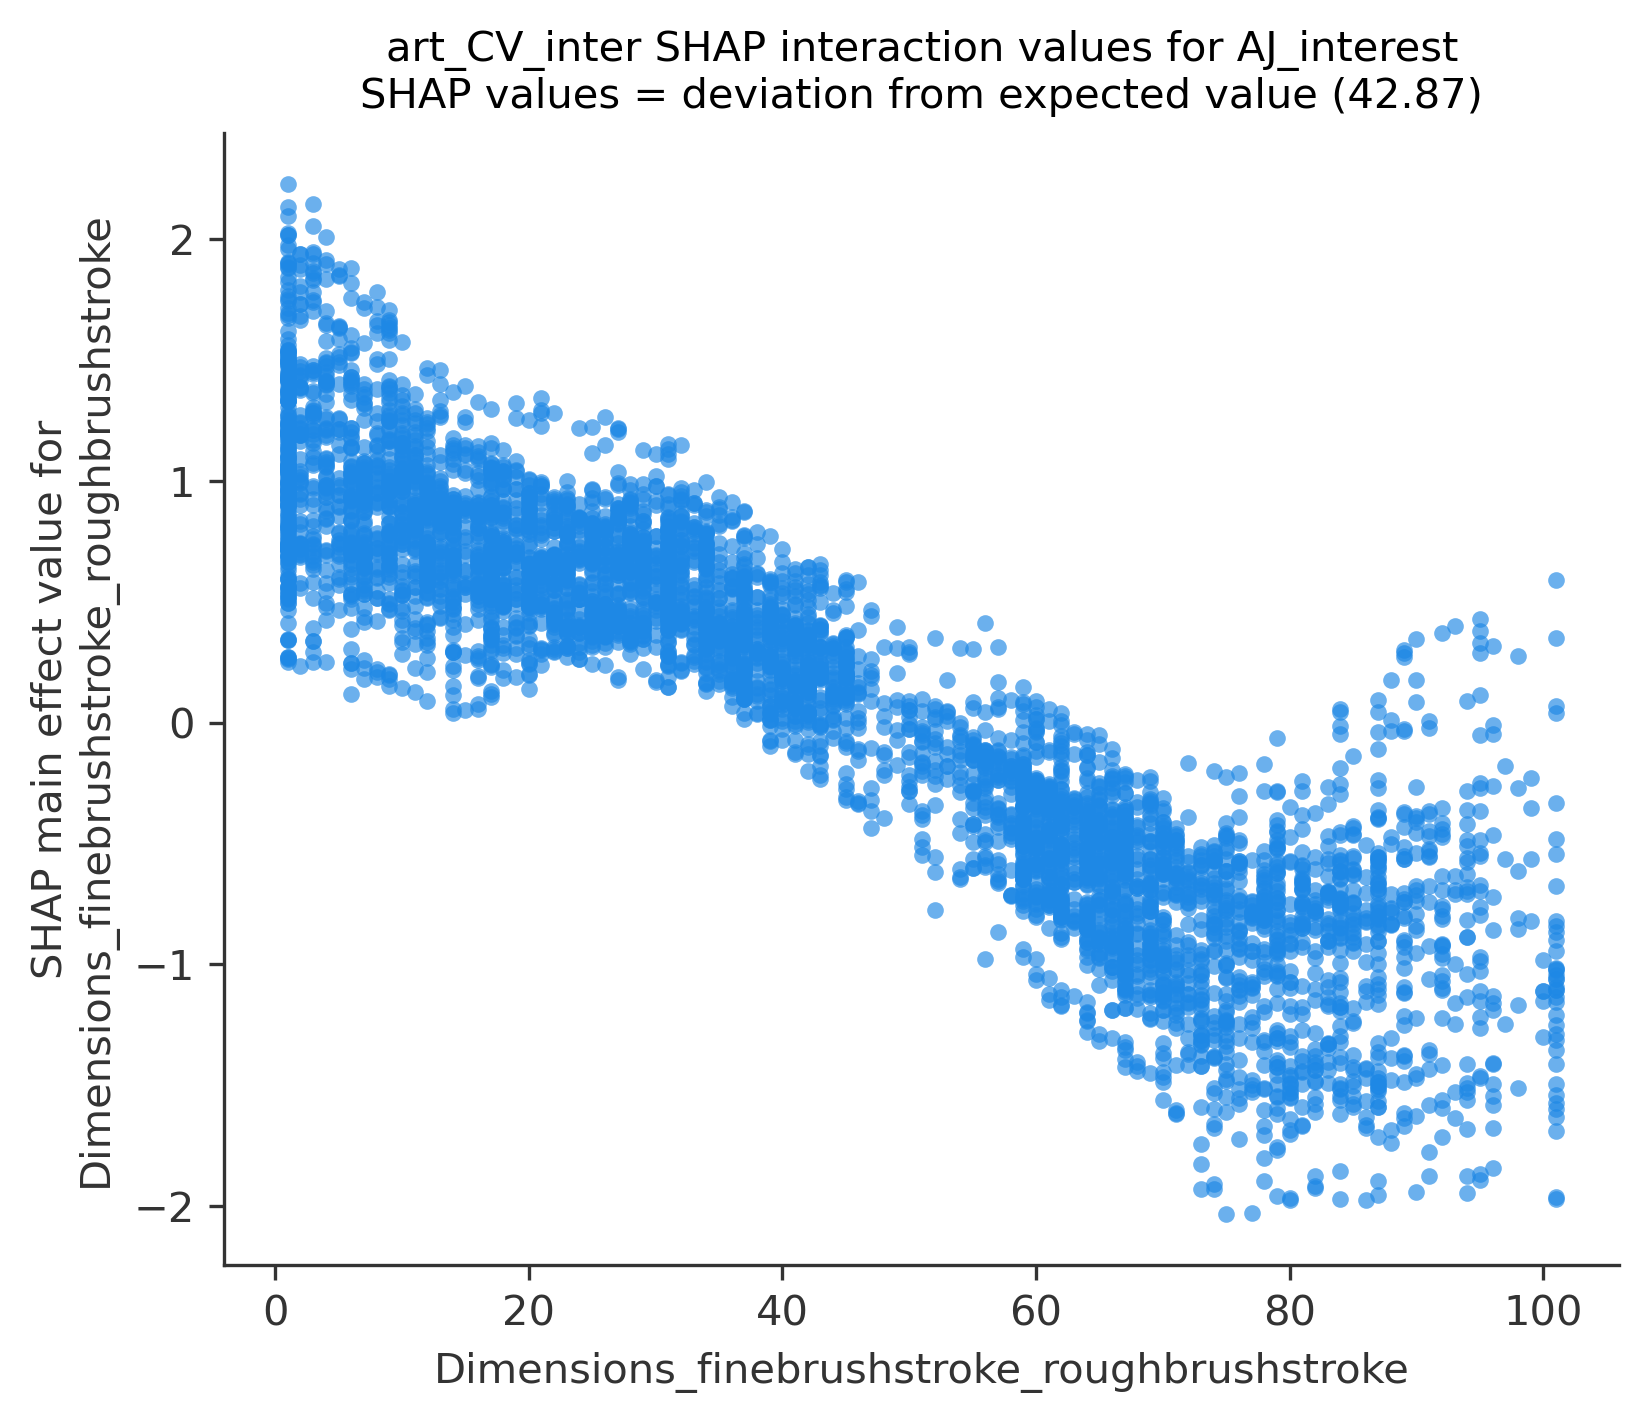 art_CV_inter SHAP interaction values for AJ_interest
SHAP values = deviation from expected value (42.87)
SHAP main effect value for
Dimensions_finebrushstroke_roughbrushstroke
2
1
0
−1
−2
0
20
40
60
80
100
Dimensions_finebrushstroke_roughbrushstroke